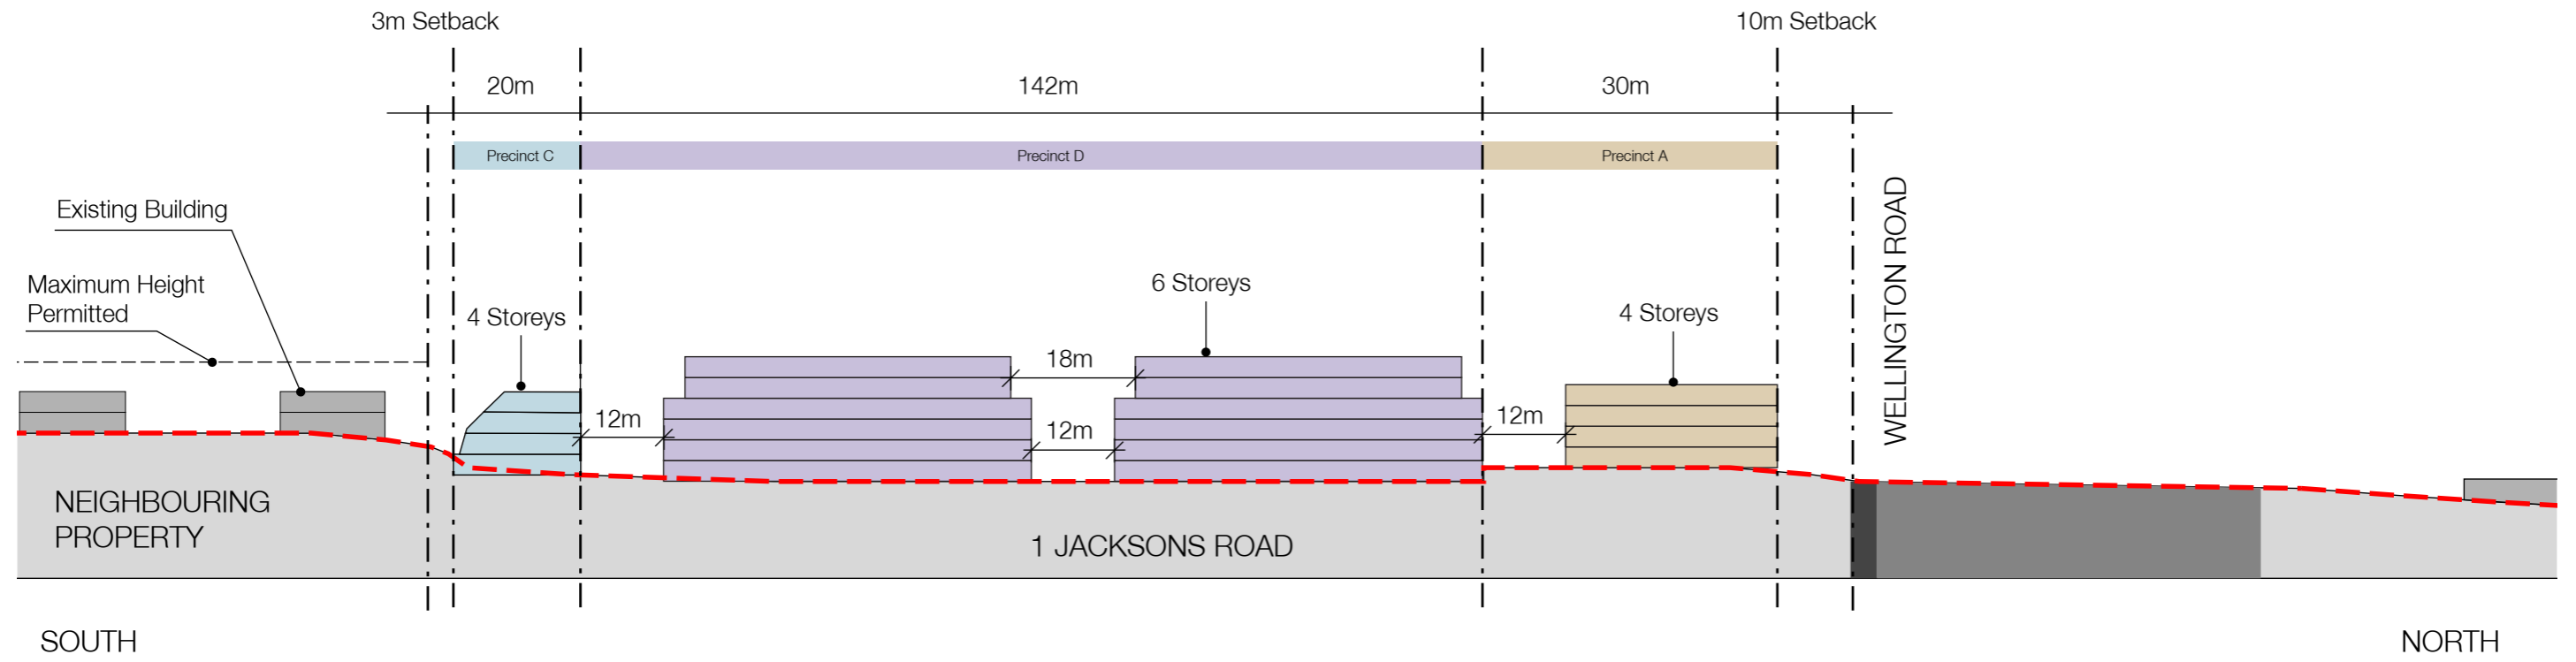 3m Setback
10m Setback
20m
142m
30m
Precinct C
Precinct D
Precinct A
Existing Building
Maximum Height
Permitted
4 Storeys
6 Storeys
4 Storeys
WELLINGTON ROAD
18m
12m
12m
12m
NEIGHBOURING
PROPERTY
1 JACKSONS ROAD
SOUTH
NORTH